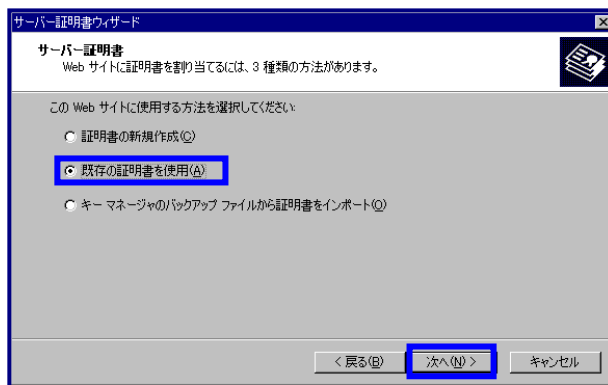 サーバー証明書ウィザード
サーバー証明書
Web サイトに証明書を割り当てるには、3 種類の方法があります。
この Web サイトに使用する方法を選択してください:
証明書の新規作成(C)
既存の証明書を使用(A)
キー マネージャのバックアップ ファイルから証明書をインポート(O)
< 戻る(B)
次へ(N) >
キャンセル